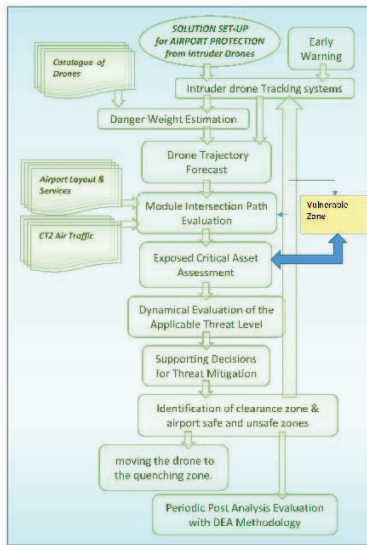 SOLUTION SET-UP
for AIRPORT PROTECTION
from Intruder Drones
Early
Warning
Catalogue of
Drones
Intruder drone Tracking systems
Danger Weight Estimation
Drone Trajectory
Forecast
Airport Layout &
Services
Module Intersection Path
Evaluation
Vulnerable
Zone
CTZ Air Traffic
Exposed Critical Asset
Assessment
Dynamical Evaluation of the
Applicable Threat Level
Supporting Decisions
for Threat Mitigation
Identification of clearance zone &
airport safe and unsafe zones
moving the drone to
the quenching zone.
Periodic Post Analysis Evaluation
with DEA Methodology